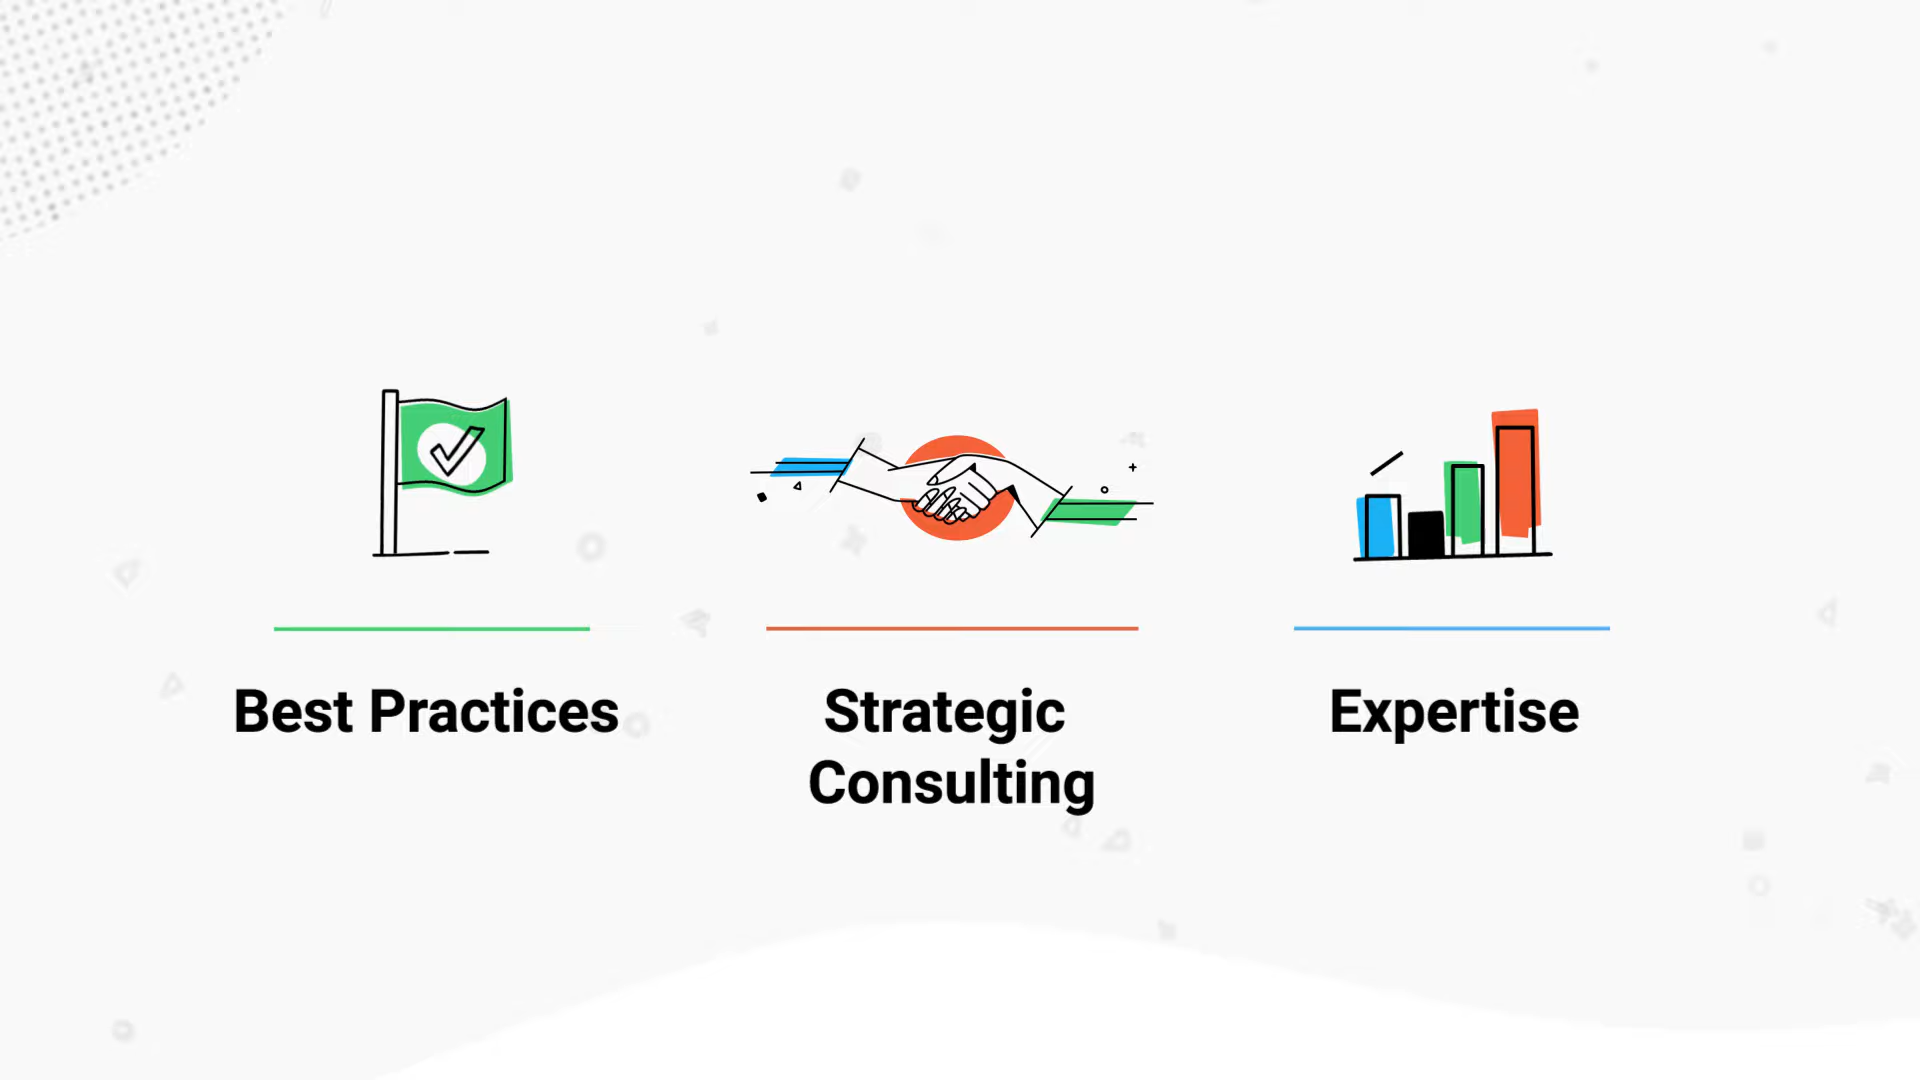 Best Practices
Strategic
Consulting
Expertise